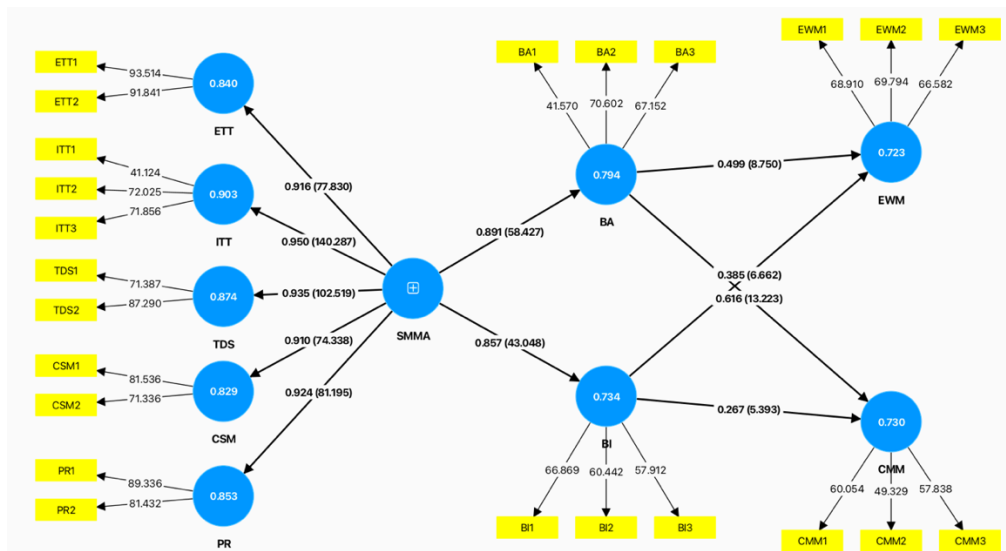 EWM1 EWM2 EWM3
BA1 BA2 BA3
ETT1
93.514
0.840
ETT2
91.841
ETT
68.910 69.794 66.582
41.570 70.602 67.152
ITT1
41.124
ITT2
72.025
0.903
ITT3
71.856
ITT
0.916 (77.830)
0.794
BA
0.499 (8.750)
0.723
EWM
0.950 (140.287)
0.891 (58.427)
TDS1
71.387
0.874
TDS2
87.290
TDS
0.935 (102.519)
SMMA
0.385 (6.662)
0.616 (13.223)
0.910 (74.338)
0.857 (43.048)
CSM1
81.536
0.829
CSM2
71.336
CSM
0.924 (81.195)
0.734
BI
0.267 (5.393)
0.730
CMM
PR1
89.336
0.853
PR2
81.432
PR
66.869 60.442 57.912
60.054 49.329 57.838
BI1 BI2 BI3
CMM1 CMM2 CMM3